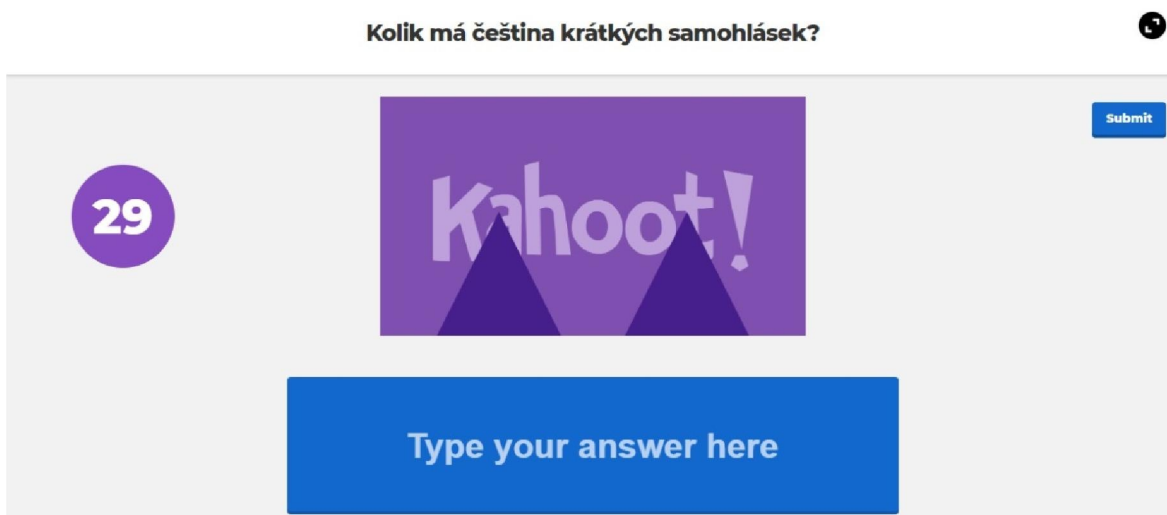 Kolik má čeština krátkých samohlásek?
Submit
29
Kahoot!
Type your answer here